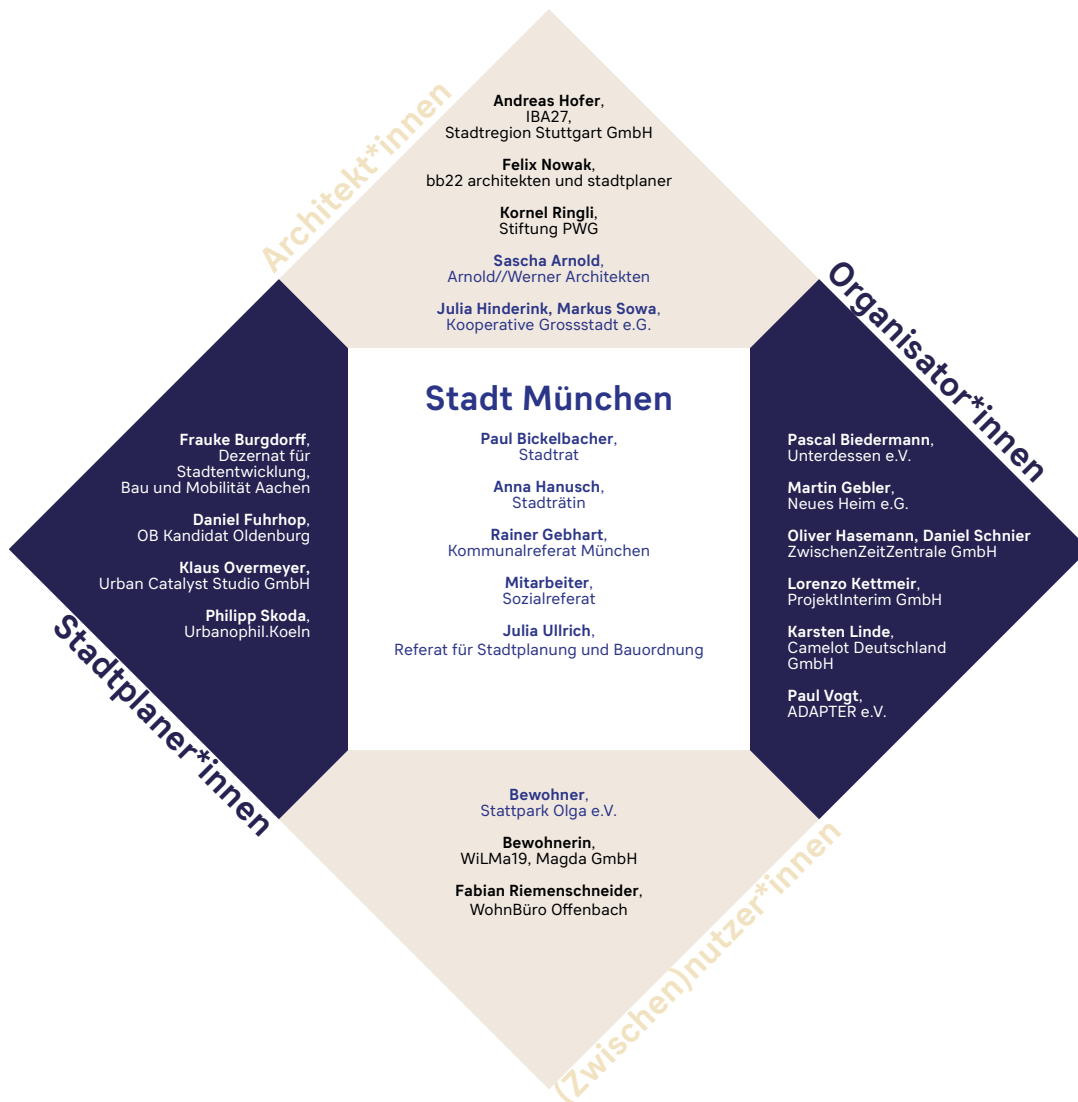 Architekt*innen
Andreas Hofer,
IBA27,
Stadtregion Stuttgart GmbH
Felix Nowak,
bb22 architekten und stadtplaner
Kornel Ringli,
Stiftung PWG
Sascha Arnold,
Arnold//Werner Architekten
Julia Hinderink, Markus Sowa,
Kooperative Grossstadt e.G.
Stadtplaner*innen
Frauke Burgdorff,
Dezernat für
Stadtentwicklung,
Bau und Mobilität Aachen
Daniel Fuhrhop,
OB Kandidat Oldenburg
Klaus Overmeyer,
Urban Catalyst Studio GmbH
Philipp Skoda,
Urbanophil.Koeln
Stadt München
Paul Bickelbacher,
Stadtrat
Anna Hanusch,
Stadträtin
Rainer Gebhart,
Kommunalreferat München
Mitarbeiter,
Sozialreferat
Julia Ullrich,
Referat für Stadtplanung und Bauordnung
Organisator*innen
Pascal Biedermann,
Unterdessen e.V.
Martin Gebler,
Neues Heim e.G.
Oliver Hasemann, Daniel Schnier
ZwischenZeitZentrale GmbH
Lorenzo Kettmeir,
ProjektInterim GmbH
Karsten Linde,
Camelot Deutschland
GmbH
Paul Vogt,
ADAPTER e.V.
Bewohner,
Stattpark Olga e.V.
Bewohnerin,
WiLMa19, Magda GmbH
Fabian Riemenschneider,
WohnBüro Offenbach
(Zwischen)nutzer*innen